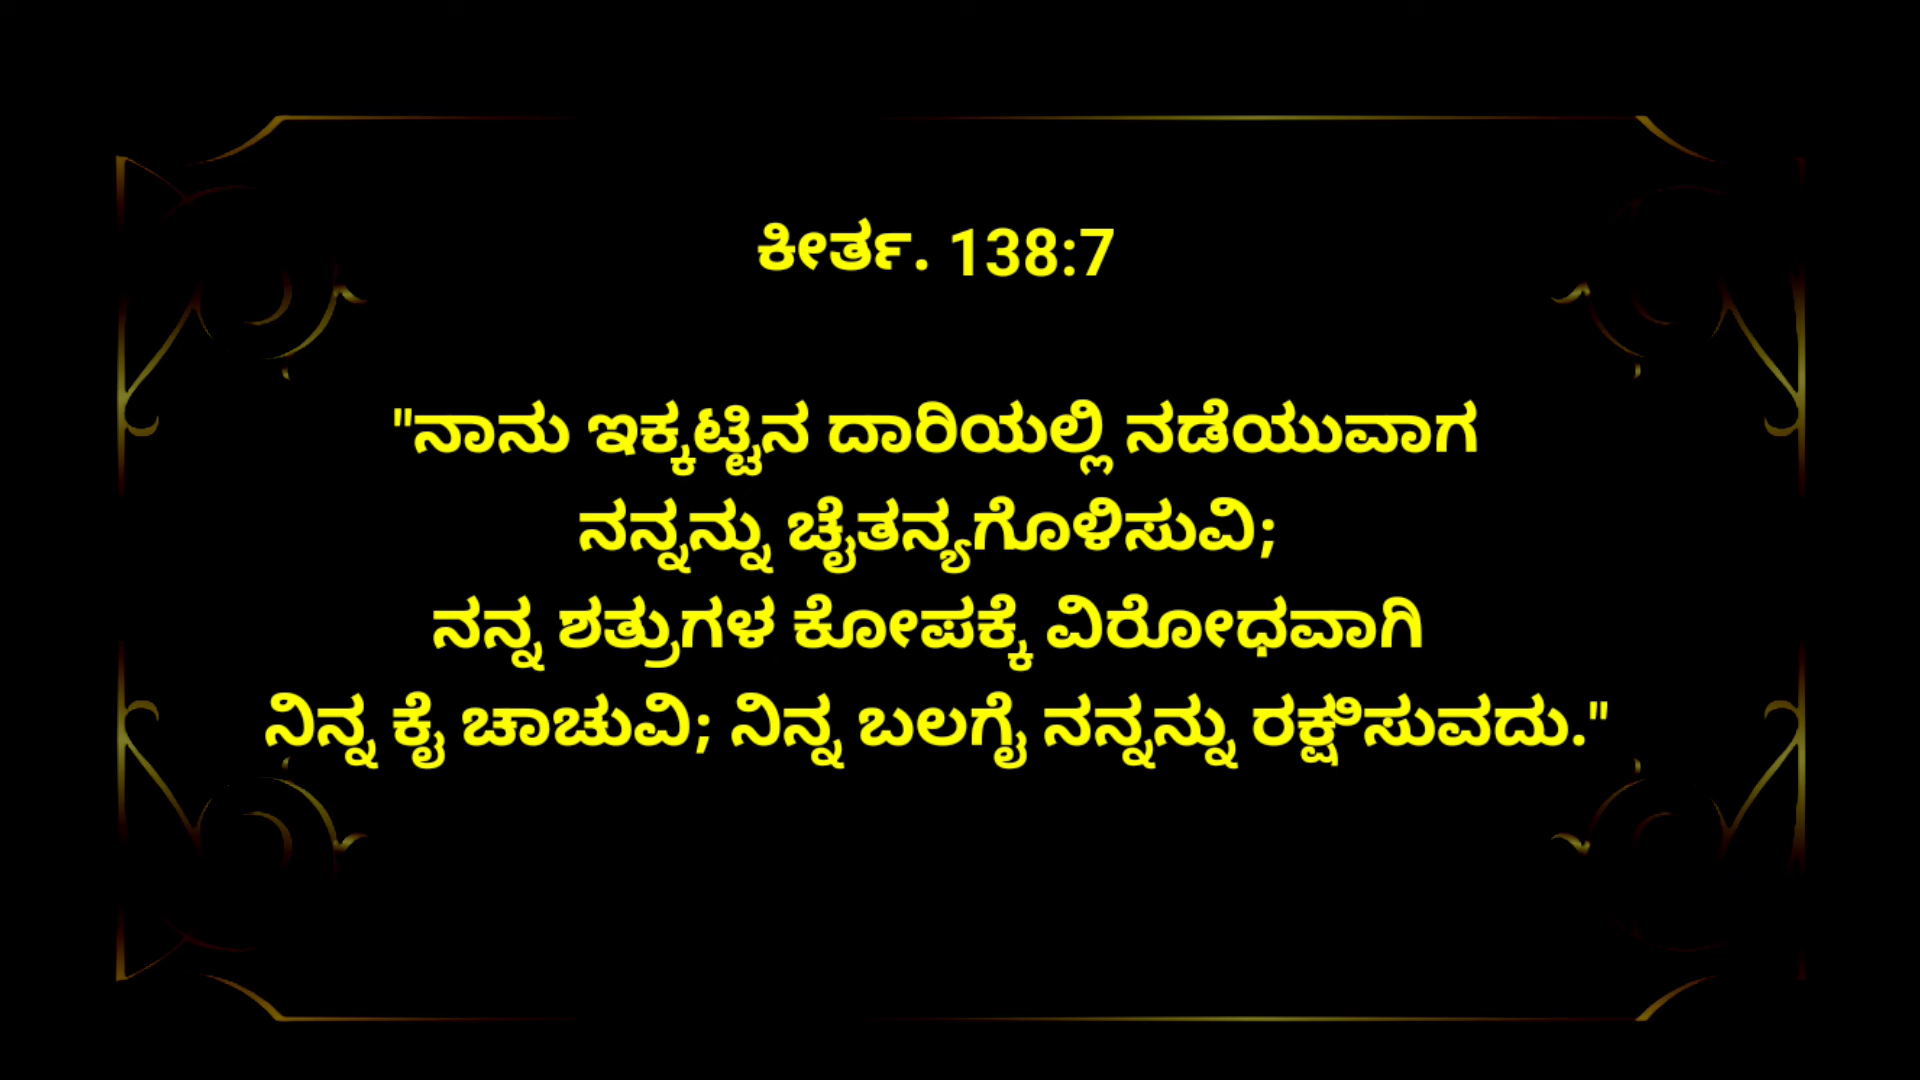 ಕೀರ್ತ. 138:7
"ನಾನು ಇಕ್ಕಟ್ಟಿನ ದಾರಿಯಲ್ಲಿ ನಡೆಯುವಾಗ
ನನ್ನನ್ನು ಚೈತನ್ಯಗೊಳಿಸುವಿ;
ನನ್ನ ಶತ್ರುಗಳ ಕೋಪಕ್ಕೆ ವಿರೋಧವಾಗಿ
ನಿನ್ನ ಕೈ ಚಾಚುವಿ; ನಿನ್ನ ಬಲಗೈ ನನ್ನನ್ನು ರಕ್ಷಿಸುವದು."